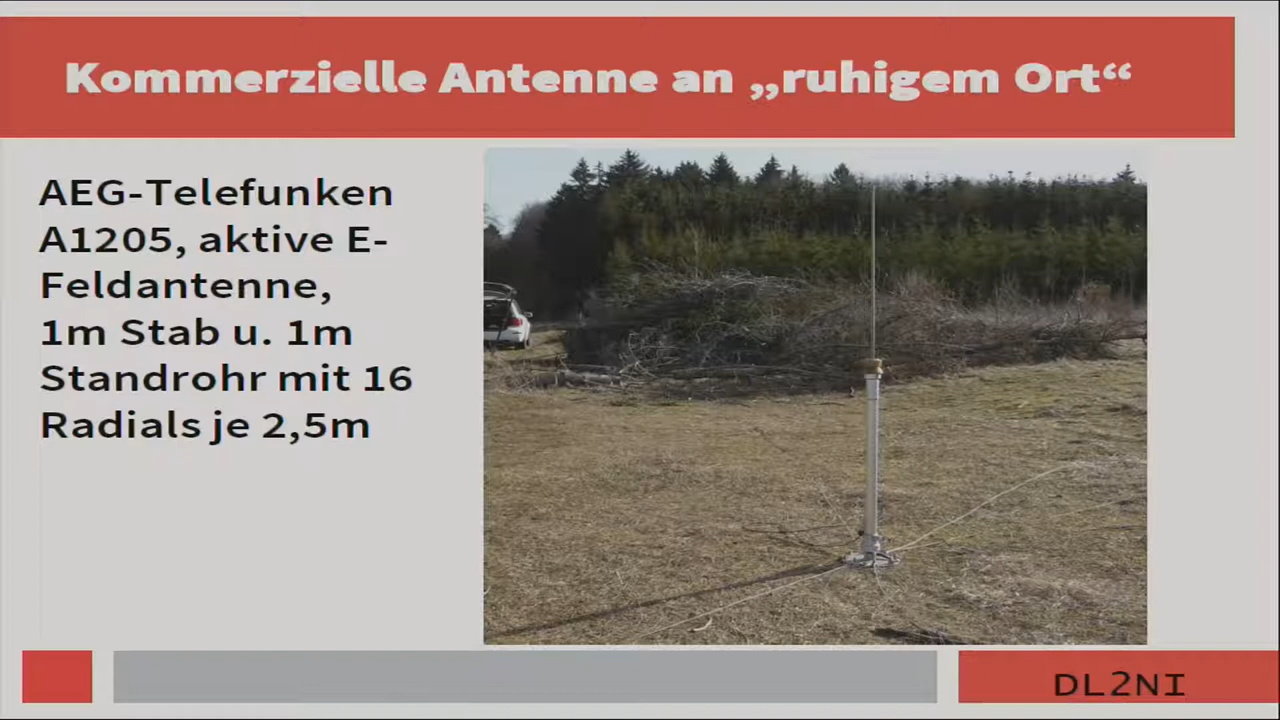 Kommerzielle Antenne an „ruhigem Ort“
AEG-Telefunken
A1205, aktive E-
Feldantenne,
1m Stab u. 1m
Standrohr mit 16
Radials je 2,5m
DL2NI